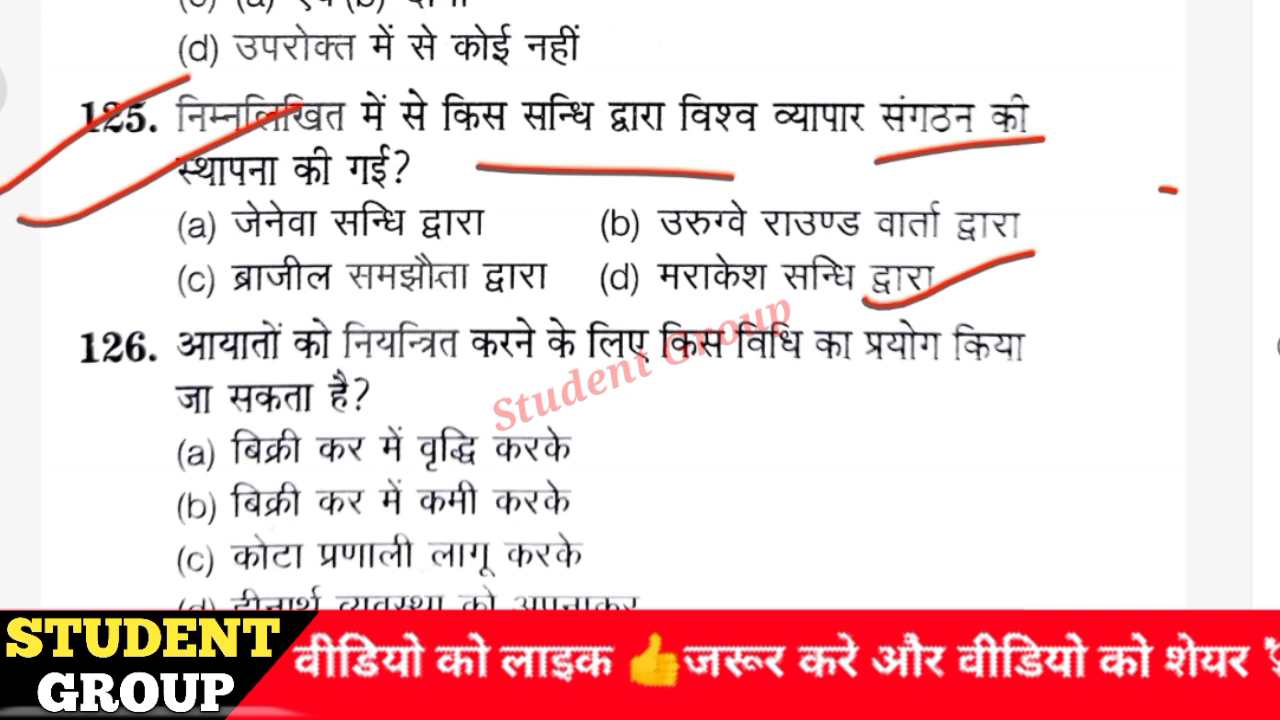 (d) उपरोक्त में से कोई नहीं
125. निम्नलिखित में से किस सन्धि द्वारा विश्व व्यापार संगठन की
स्थापना की गई?
(a) जेनेवा सन्धि द्वारा (b) उरुग्वे राउण्ड वार्ता द्वारा
(c) ब्राजील समझौता द्वारा (d) मराकेश सन्धि द्वारा
126. आयातों को नियन्त्रित करने के लिए किस विधि का प्रयोग किया
जा सकता है?
Student Group
(a) बिक्री कर में वृद्धि करके
(b) बिक्री कर में कमी करके
(c) कोटा प्रणाली लागू करके
STUDENT
GROUP
वीडियो को लाइक 👍जरूर करे और वीडियो को शेयर